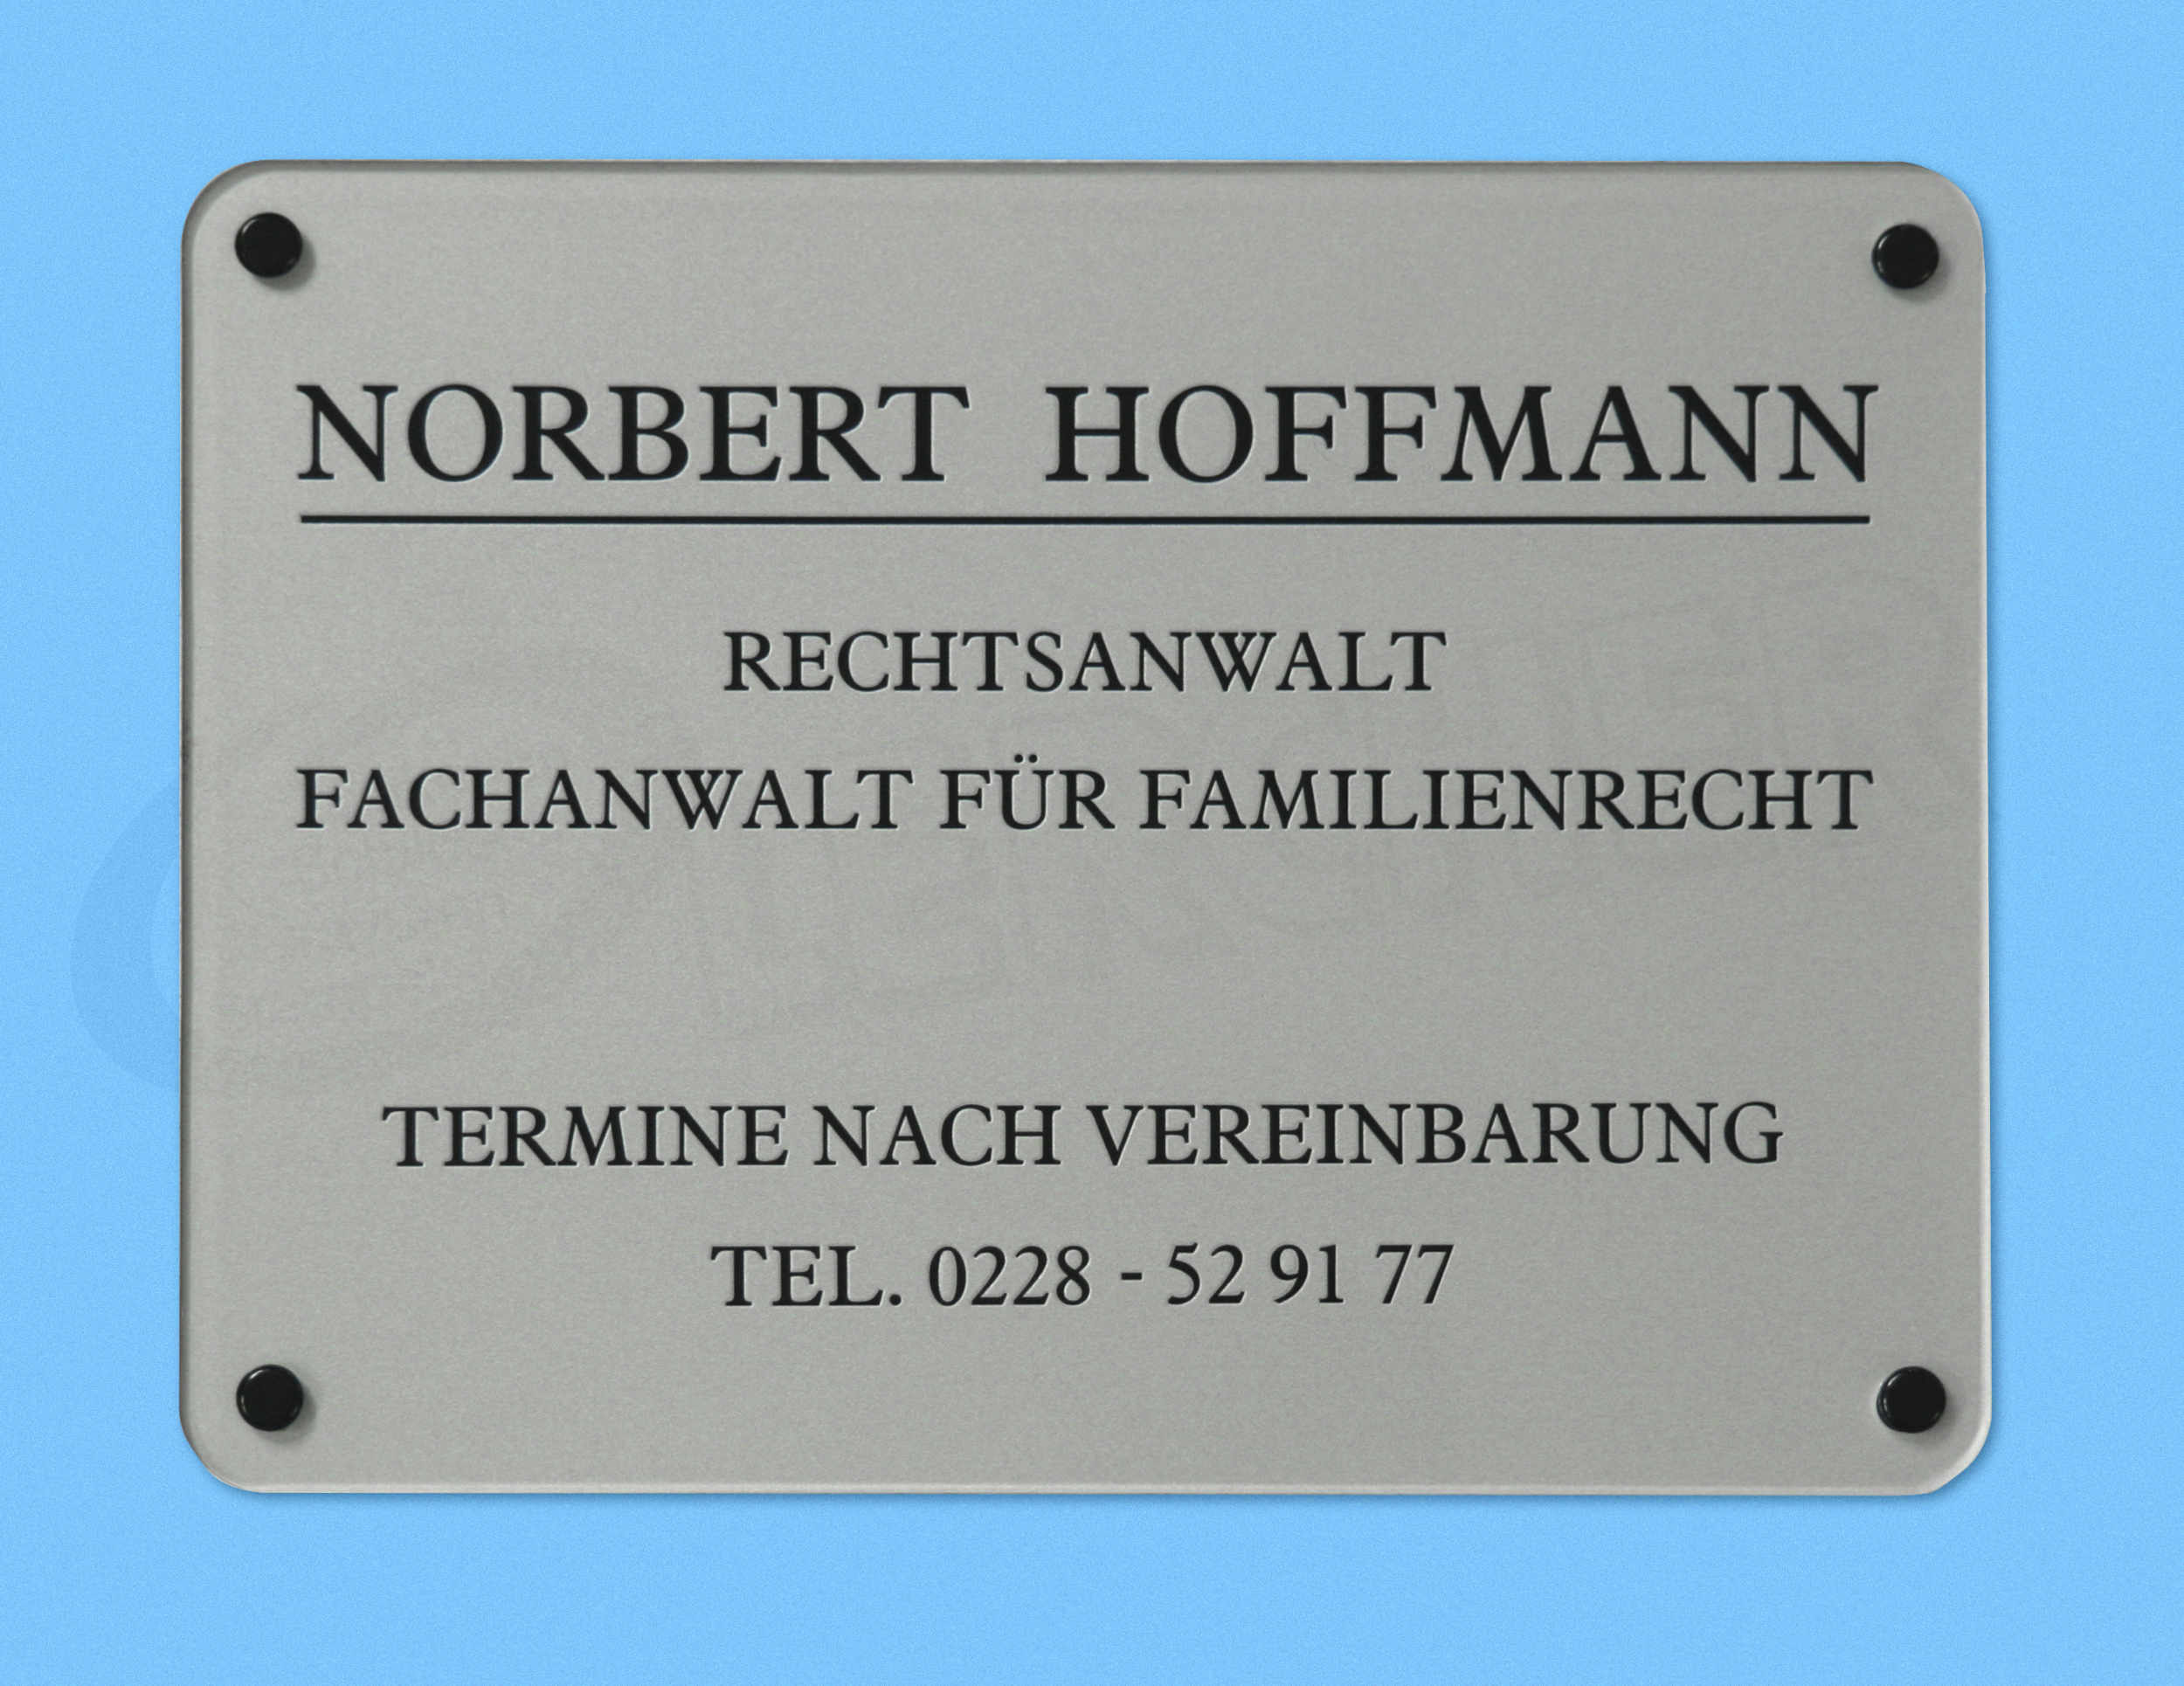 NORBERT HOFFMANN
RECHTSANWALT
FACHANWALT FÜR FAMILIENRECHT
TERMINE NACH VEREINBARUNG
TEL. 0228 - 52 91 77